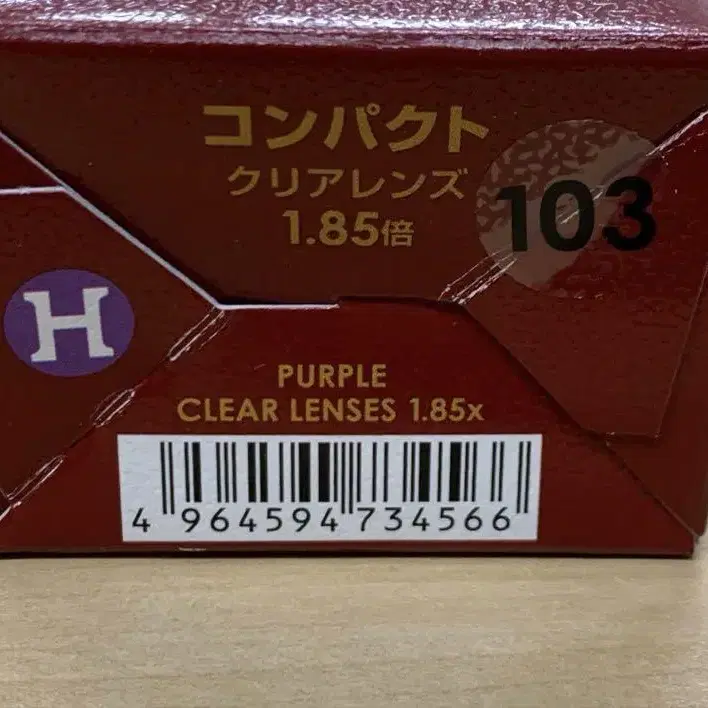 コンパクト
クリアレンズ
1.85倍
103
H
PURPLE
CLEAR LENSES 1.85x
4 964594 734566